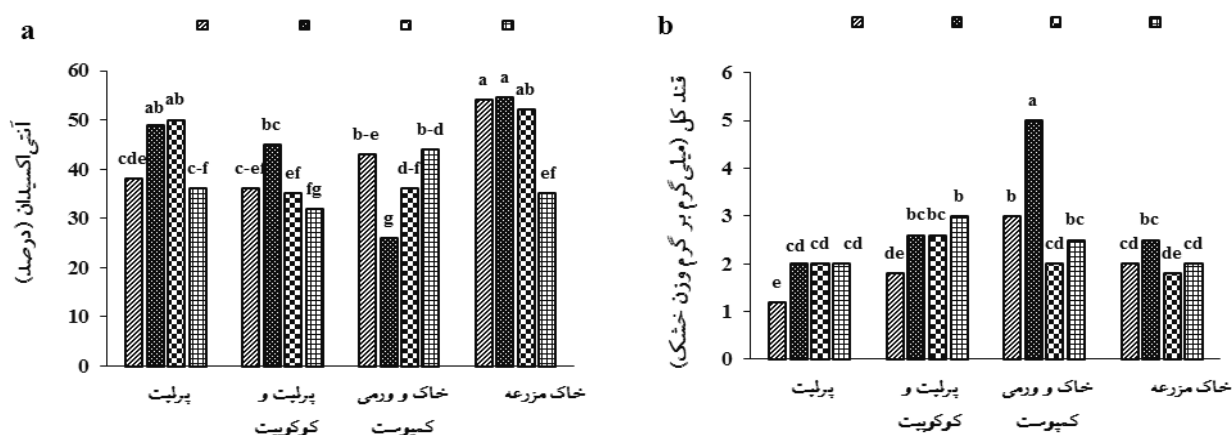 a
آنتی‌اکسیدان (درصد)
60
50
40
30
20
10
0
cde
ab
ab
c-f
c-ef
bc
ef
fg
b-e
g
d-f
b-d
a
a
ab
ef
پرلیت
پرلیت و
کوکوپیت
خاک و ورمی
کمپوست
خاک مزرعه
b
قند کل (میلی‌گرم بر گرم وزن خشک)
6
5
4
3
2
1
0
e
cd
cd
cd
de
bc
bc
b
b
a
cd
bc
cd
bc
de
cd
پرلیت
پرلیت و
کوکوپیت
خاک و ورمی
کمپوست
خاک مزرعه